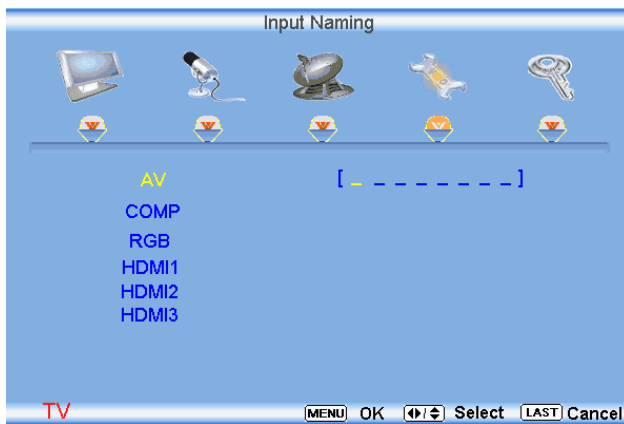 Input Naming
AV [ _ _ _ _ _ _ _ _ ]
COMP
RGB
HDMI1
HDMI2
HDMI3
TV MENU OK Select LAST Cancel